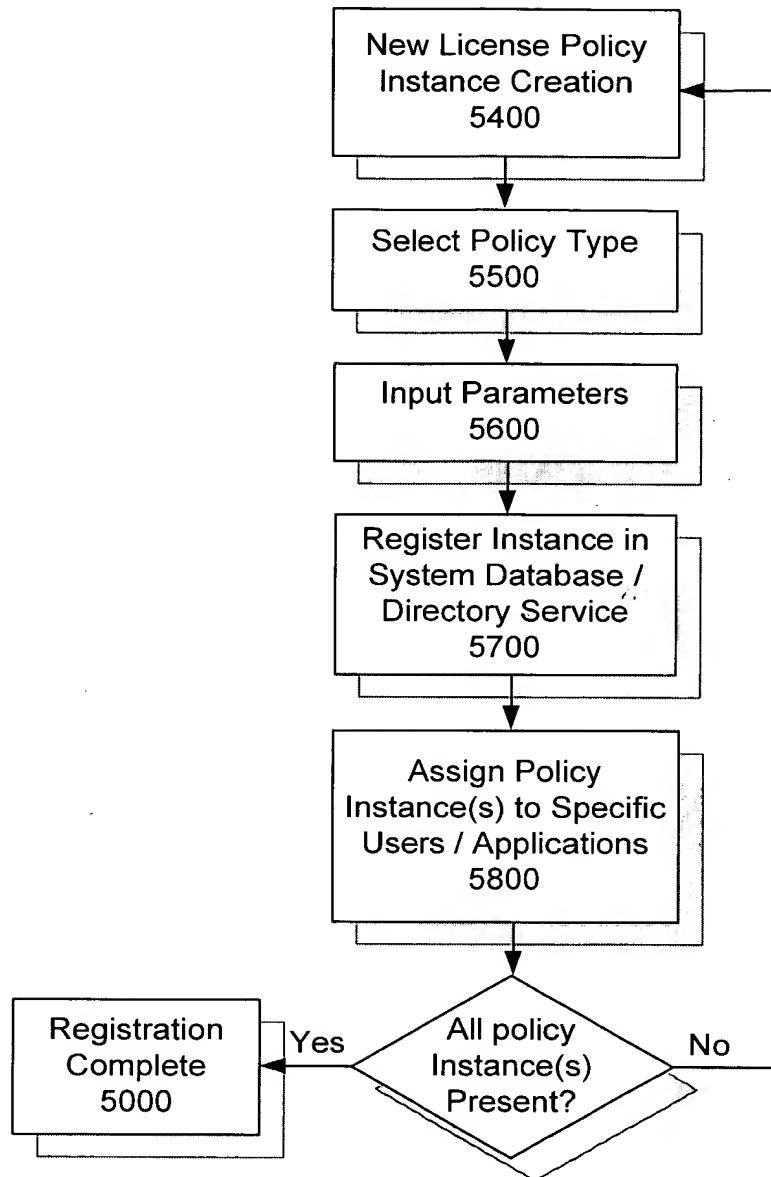 New License Policy
Instance Creation
5400
Select Policy Type
5500
Input Parameters
5600
Register Instance in
System Database /
Directory Service
5700
Assign Policy
Instance(s) to Specific
Users / Applications
5800
All policy
Instance(s)
Present?
Yes
No
Registration
Complete
5000